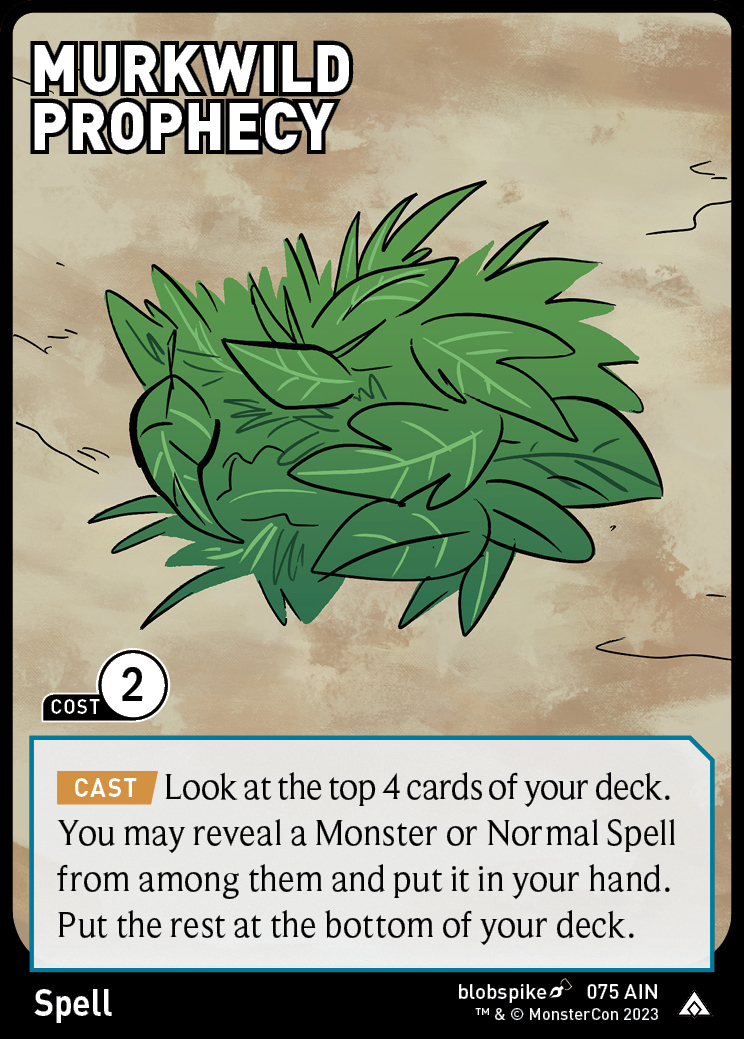 MURKWILD
PROPHECY
COST 2
CAST Look at the top 4 cards of your deck.
You may reveal a Monster or Normal Spell
from among them and put it in your hand.
Put the rest at the bottom of your deck.
Spell
blobspike 075 AIN
™ & © MonsterCon 2023